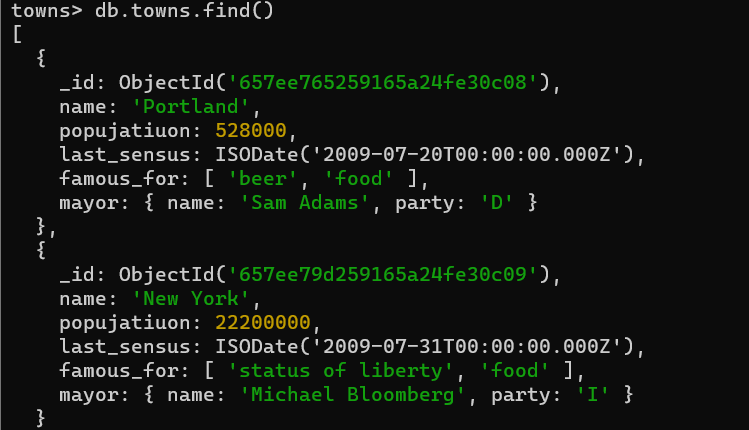 towns> db.towns.find()
[
  {
    _id: ObjectId('657ee765259165a24fe30c08'),
    name: 'Portland',
    popujatiuon: 528000,
    last_sensus: ISODate('2009-07-20T00:00:00.000Z'),
    famous_for: [ 'beer', 'food' ],
    mayor: { name: 'Sam Adams', party: 'D' }
  },
  {
    _id: ObjectId('657ee79d259165a24fe30c09'),
    name: 'New York',
    popujatiuon: 22200000,
    last_sensus: ISODate('2009-07-31T00:00:00.000Z'),
    famous_for: [ 'status of liberty', 'food' ],
    mayor: { name: 'Michael Bloomberg', party: 'I' }
  }